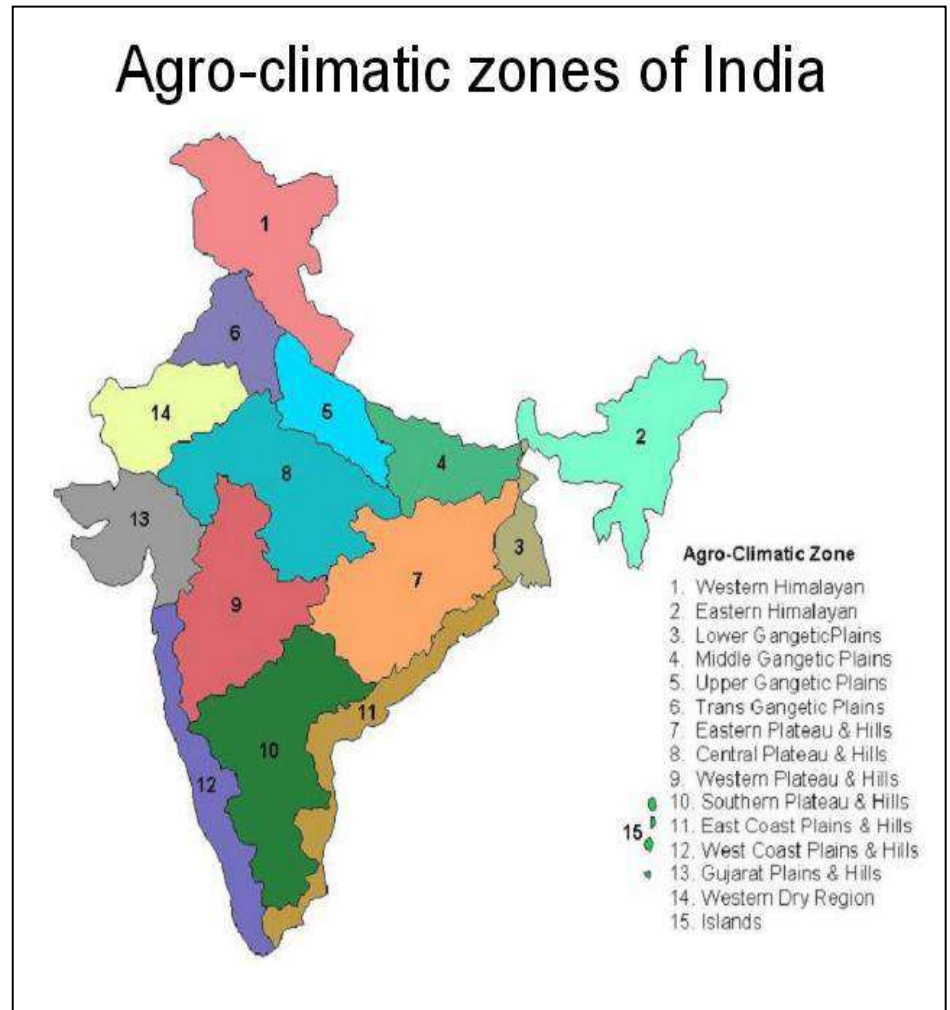 Agro-climatic zones of India
1
6
14
5
2
4
8
13
3
7
9
11
10
12
15
Agro-Climatic Zone
1. Western Himalayan
2. Eastern Himalayan
3. Lower GangeticPlains
4. Middle Gangetic Plains
5. Upper Gangetic Plains
6. Trans Gangetic Plains
7. Eastern Plateau & Hills
8. Central Plateau & Hills
9. Western Plateau & Hills
10. Southern Plateau & Hills
11. East Coast Plains & Hills
12. West Coast Plains & Hills
13. Gujarat Plains & Hills
14. Western Dry Region
15. Islands